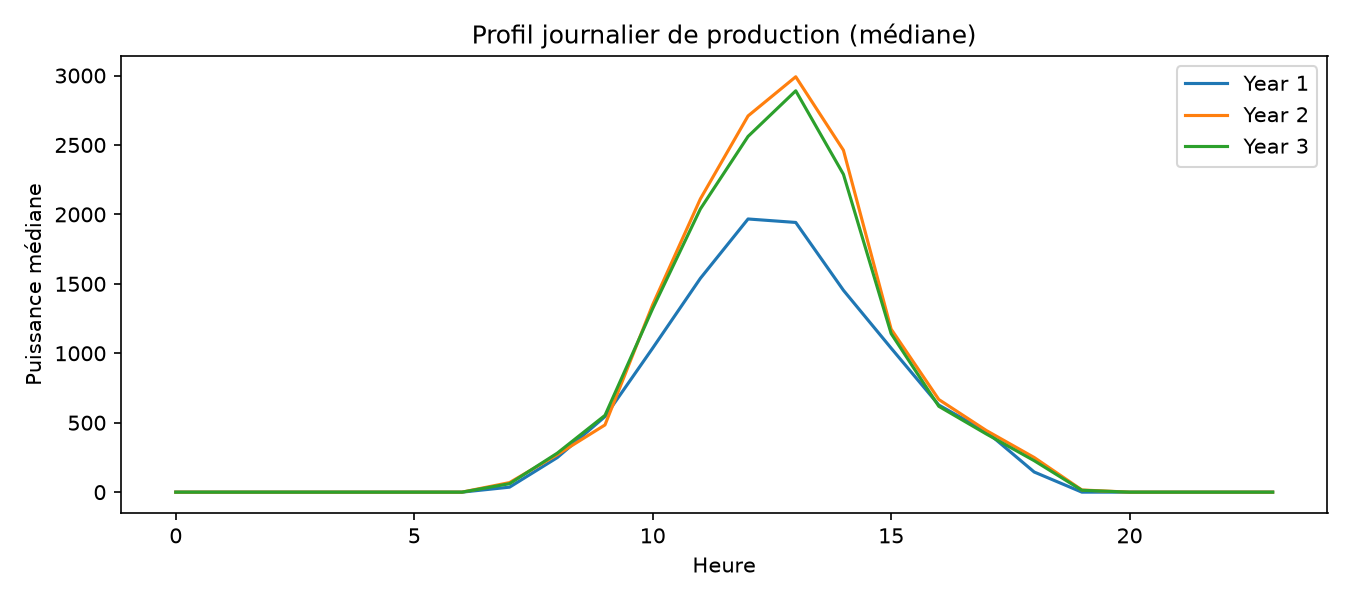 Profil journalier de production (médiane)
Year 1
Year 2
Year 3
Puissance médiane
3000
2500
2000
1500
1000
500
0
0 5 10 15 20
Heure